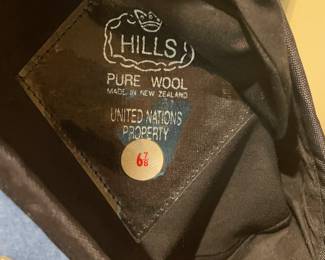 HILLS
PURE WOOL
MADE IN NEW ZEALAND
UNITED NATIONS
PROPERTY
6 7/8